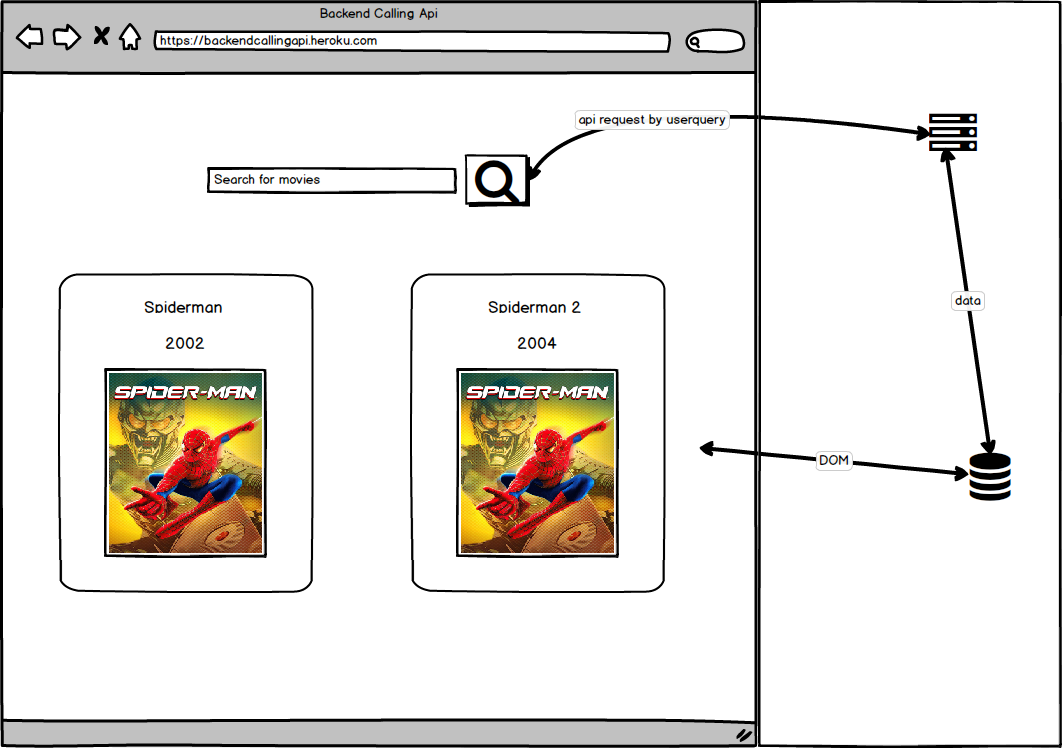 Backend Calling Api
https://backendcallingapi.heroku.com
api request by userquery
Search for movies
Spiderman
2002
SPIDER-MAN
Spiderman 2
2004
SPIDER-MAN
data
DOM